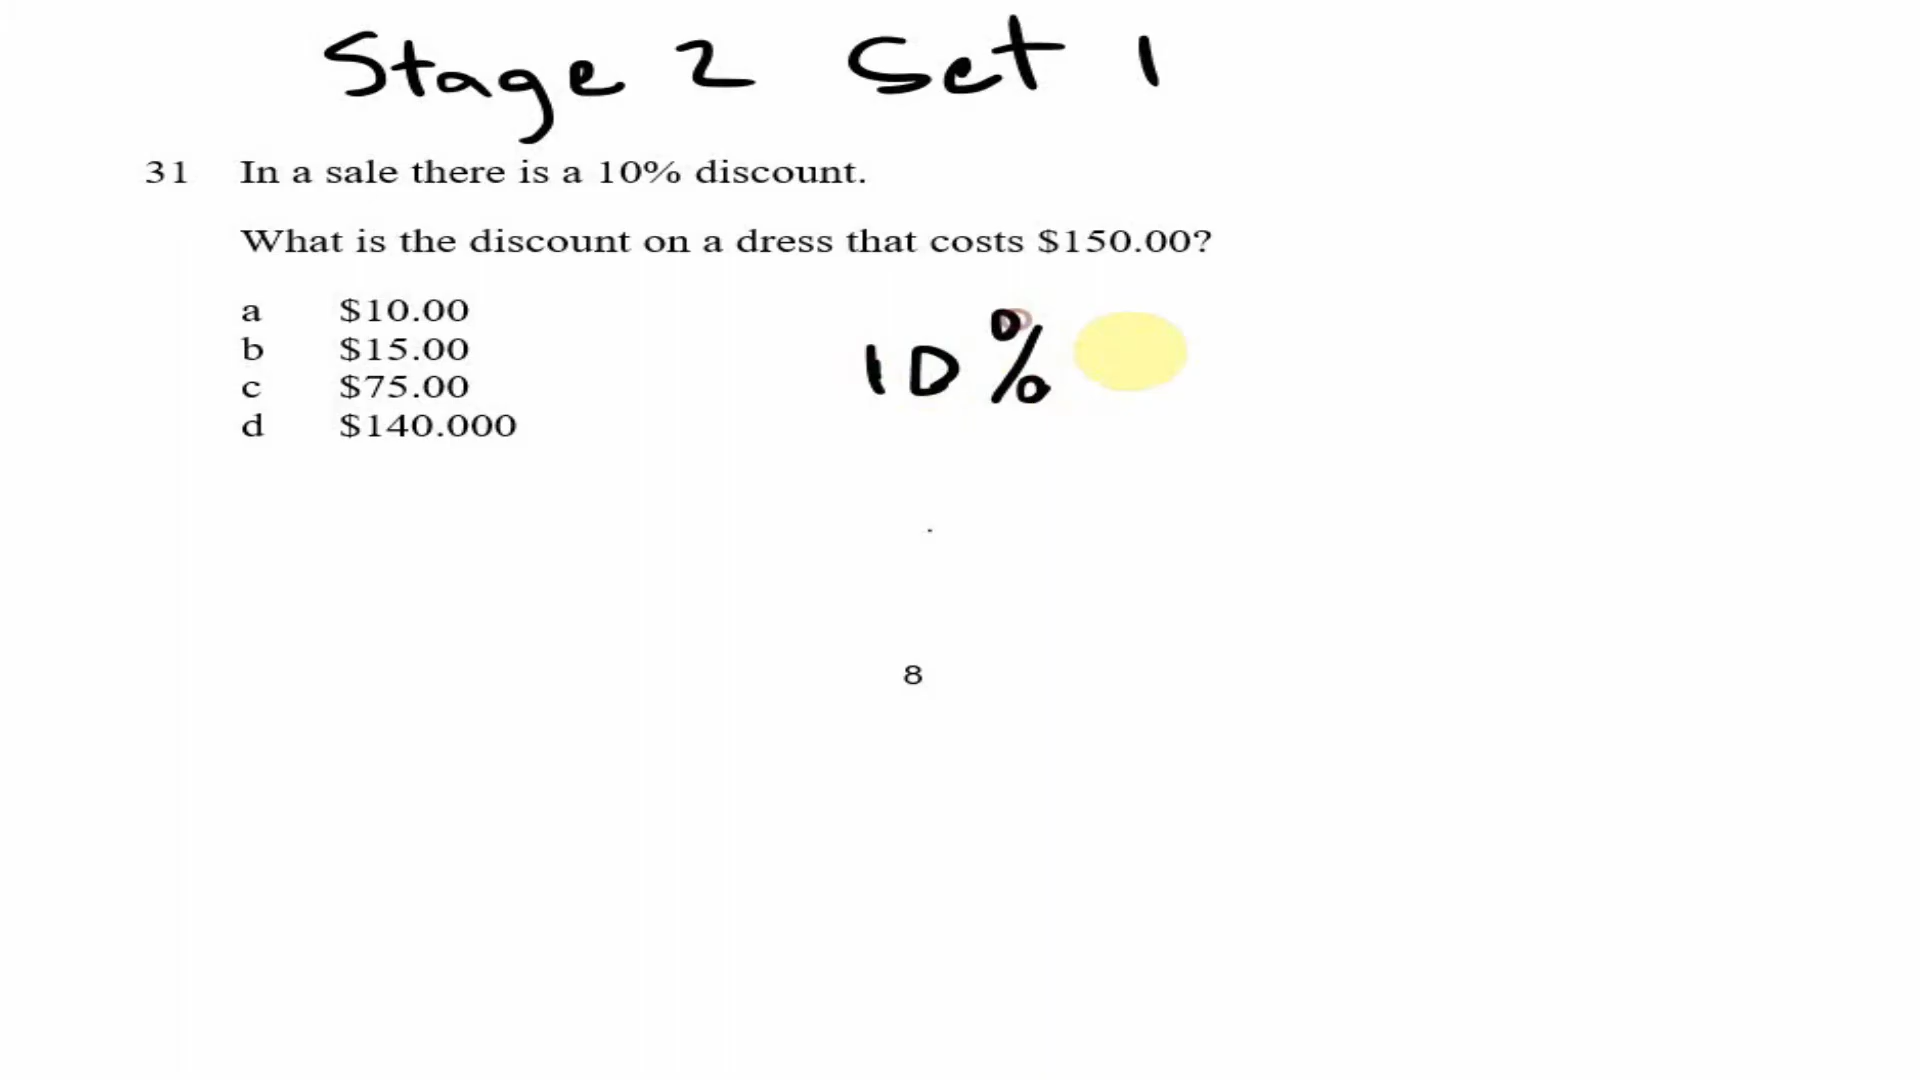 Stage 2 Set 1
31 In a sale there is a 10% discount.
What is the discount on a dress that costs $150.00?
a $10.00
b $15.00
c $75.00
d $140.000
10%
8